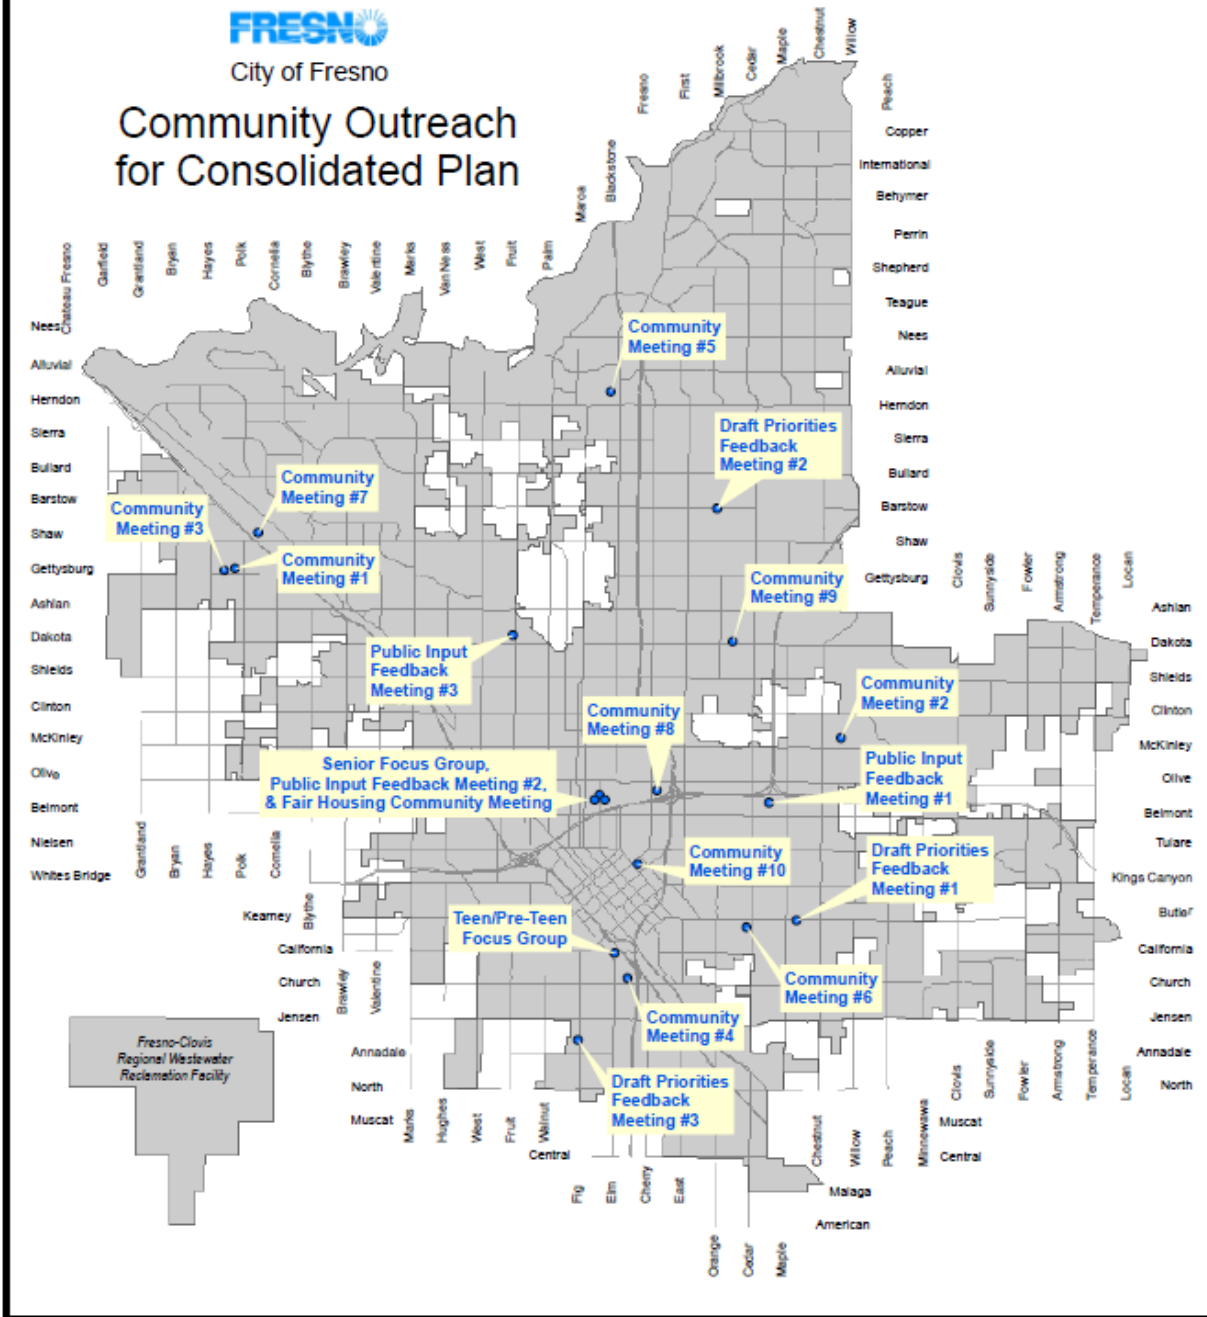 FRESNO
City of Fresno
Community Outreach
for Consolidated Plan
Chateau Fresno
Garfield
Grantland
Bryan
Hayes
Polk
Cornelia
Blythe
Brawley
Valentine
Marks
Van Ness
West
Fruit
Palm
Maroa
Blackstone
Fresno
First
Millbrook
Cedar
Maple
Chestnut
Willow
Peach
Copper
International
Behymer
Perrin
Shepherd
Teague
Nees
Alluvial
Herndon
Sierra
Bullard
Barstow
Shaw
Gettysburg
Clovis
Sunnyside
Fowler
Armstrong
Temperance
Locan
Ashlan
Dakota
Shields
Clinton
McKinley
Olive
Belmont
Tulare
Kings Canyon
Butler
California
Church
Jensen
Annadale
North
Nees
Alluvial
Herndon
Sierra
Bullard
Barstow
Shaw
Gettysburg
Ashlan
Dakota
Shields
Clinton
McKinley
Olive
Belmont
Nielsen
Whites Bridge
Grantland
Bryan
Hayes
Polk
Cornelia
Kearney
Blythe
California
Church
Brawley
Valentine
Jensen
Annadale
North
Muscat
Marks
Hughes
West
Fruit
Walnut
Central
Fig
Elm
Cherry
East
Orange
Cedar
Maple
American
Malaga
Chestnut
Willow
Peach
Minnewawa
Muscat
Central
Clovis
Sunnyside
Fowler
Armstrong
Temperance
Locan
Community
Meeting #5
Draft Priorities
Feedback
Meeting #2
Community
Meeting #7
Community
Meeting #3
Community
Meeting #1
Community
Meeting #9
Public Input
Feedback
Meeting #3
Community
Meeting #2
Community
Meeting #8
Senior Focus Group,
Public Input Feedback Meeting #2,
& Fair Housing Community Meeting
Public Input
Feedback
Meeting #1
Community
Meeting #10
Draft Priorities
Feedback
Meeting #1
Teen/Pre-Teen
Focus Group
Community
Meeting #6
Community
Meeting #4
Draft Priorities
Feedback
Meeting #3
Fresno-Clovis
Regional Wastewater
Reclamation Facility